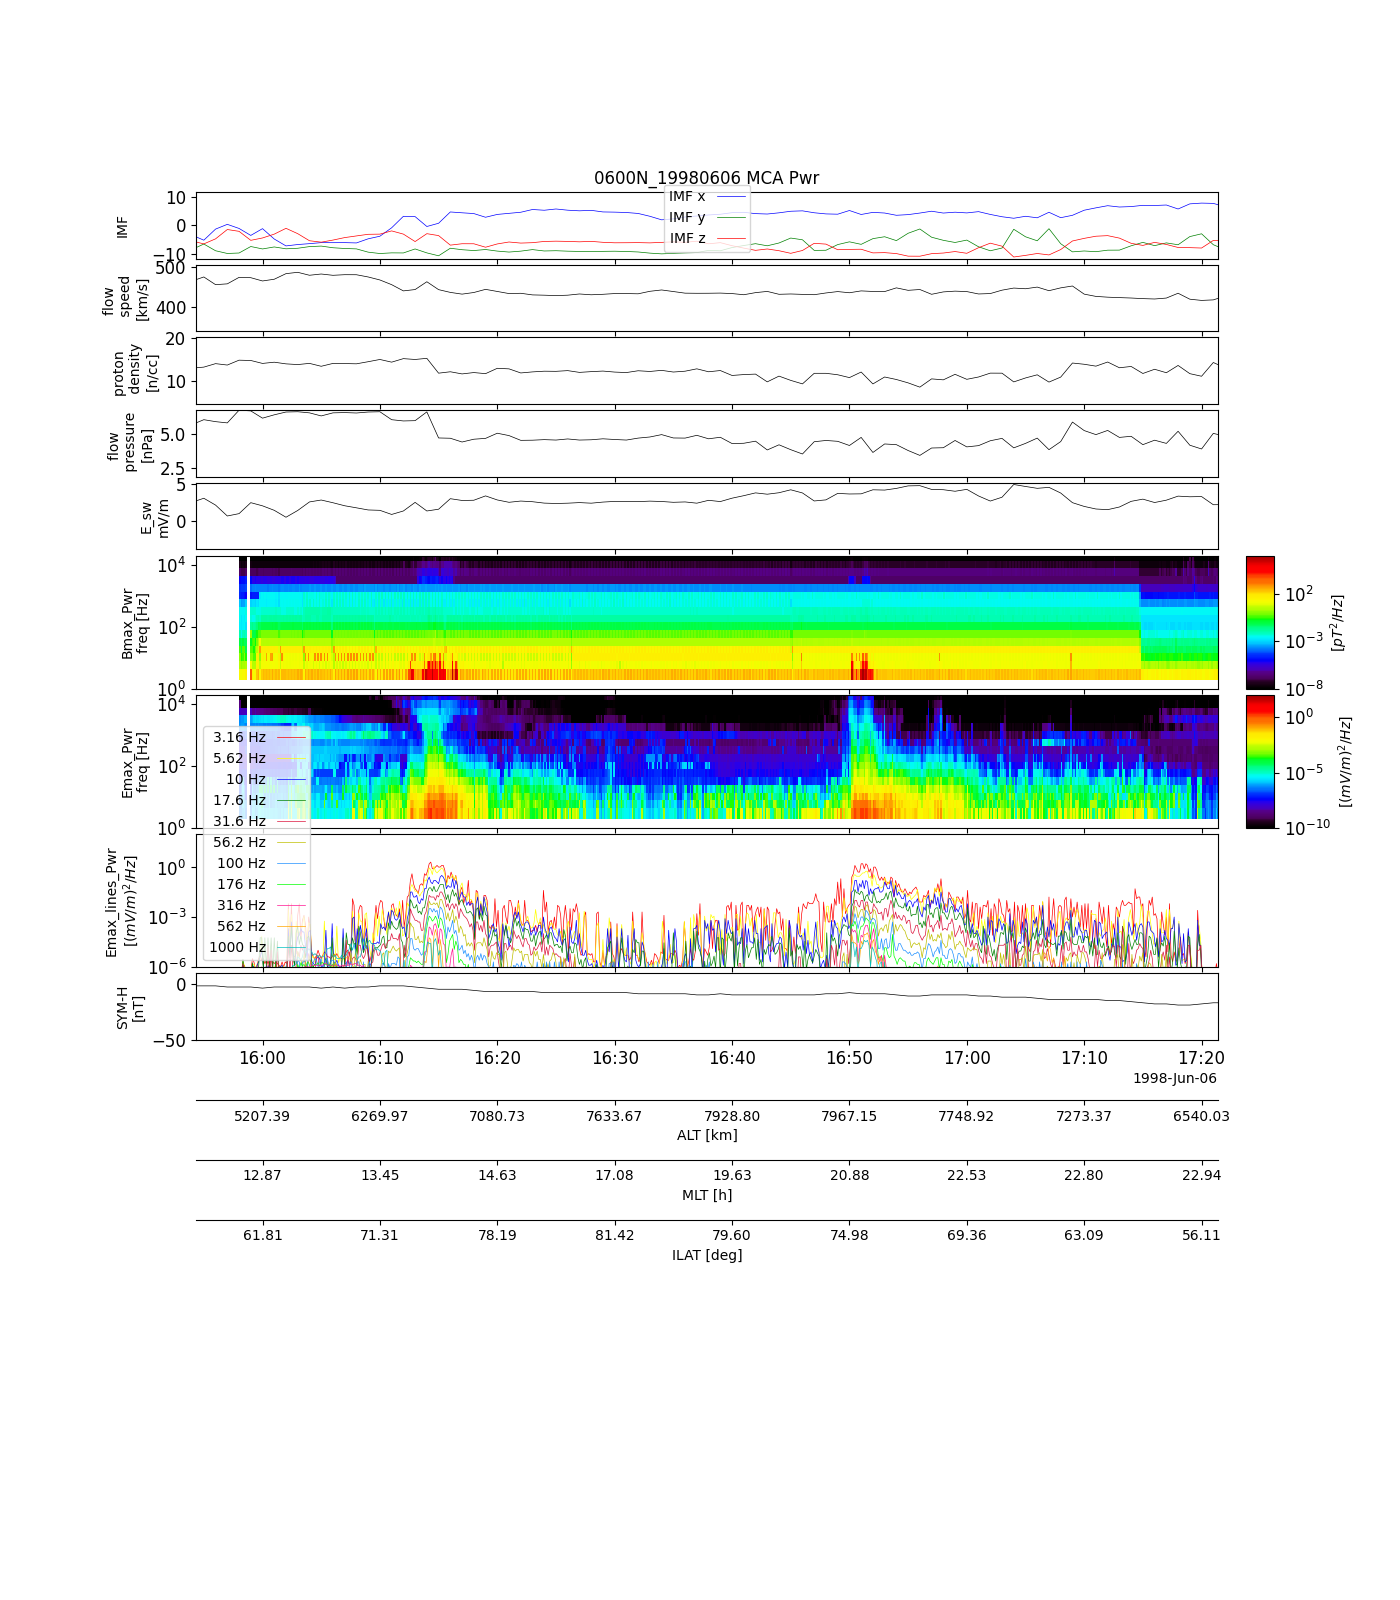 0600N_19980606 MCA Pwr
10
0
−10
IMF
IMF x
IMF y
IMF z
500
400
flow
speed
[km/s]
20
10
proton
density
[n/cc]
5.0
2.5
flow
pressure
[nPa]
5
0
E_sw
mV/m
10^4
10^2
10^0
Bmax_Pwr
freq [Hz]
10^2
10^−3
10^−8
[pT^2/Hz]
10^4
10^2
10^0
Emax_Pwr
freq [Hz]
10^0
10^−5
10^−10
[(mV/m)^2/Hz]
3.16 Hz
5.62 Hz
10 Hz
17.6 Hz
31.6 Hz
56.2 Hz
100 Hz
176 Hz
316 Hz
562 Hz
1000 Hz
10^0
10^−3
10^−6
Emax_lines_Pwr
[(mV/m)^2/Hz]
0
−50
SYM-H
[nT]
16:00 16:10 16:20 16:30 16:40 16:50 17:00 17:10 17:20
1998-Jun-06
5207.39 6269.97 7080.73 7633.67 7928.80 7967.15 7748.92 7273.37 6540.03
ALT [km]
12.87 13.45 14.63 17.08 19.63 20.88 22.53 22.80 22.94
MLT [h]
61.81 71.31 78.19 81.42 79.60 74.98 69.36 63.09 56.11
ILAT [deg]